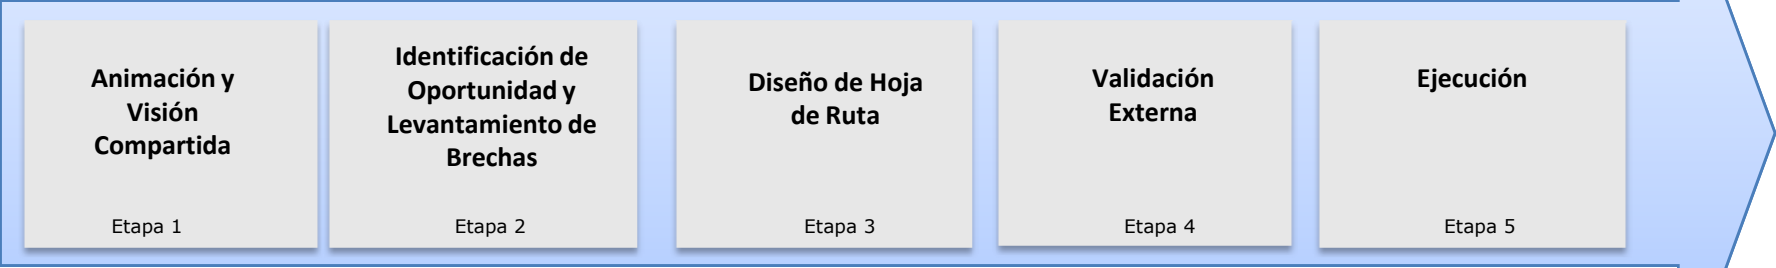 Animación y
Visión
Compartida
Etapa 1
Identificación de
Oportunidad y
Levantamiento de
Brechas
Etapa 2
Diseño de Hoja
de Ruta
Etapa 3
Validación
Externa
Etapa 4
Ejecución
Etapa 5